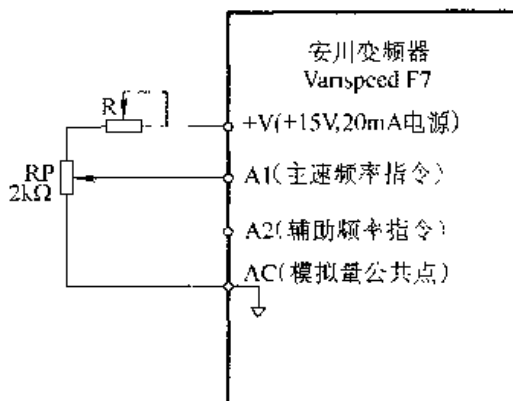 安川变频器
Varispeed F7
R
+V(+15V,20mA电源)
RP
2kΩ
A1(主速频率指令)
A2(辅助频率指令)
AC(模拟量公共点)